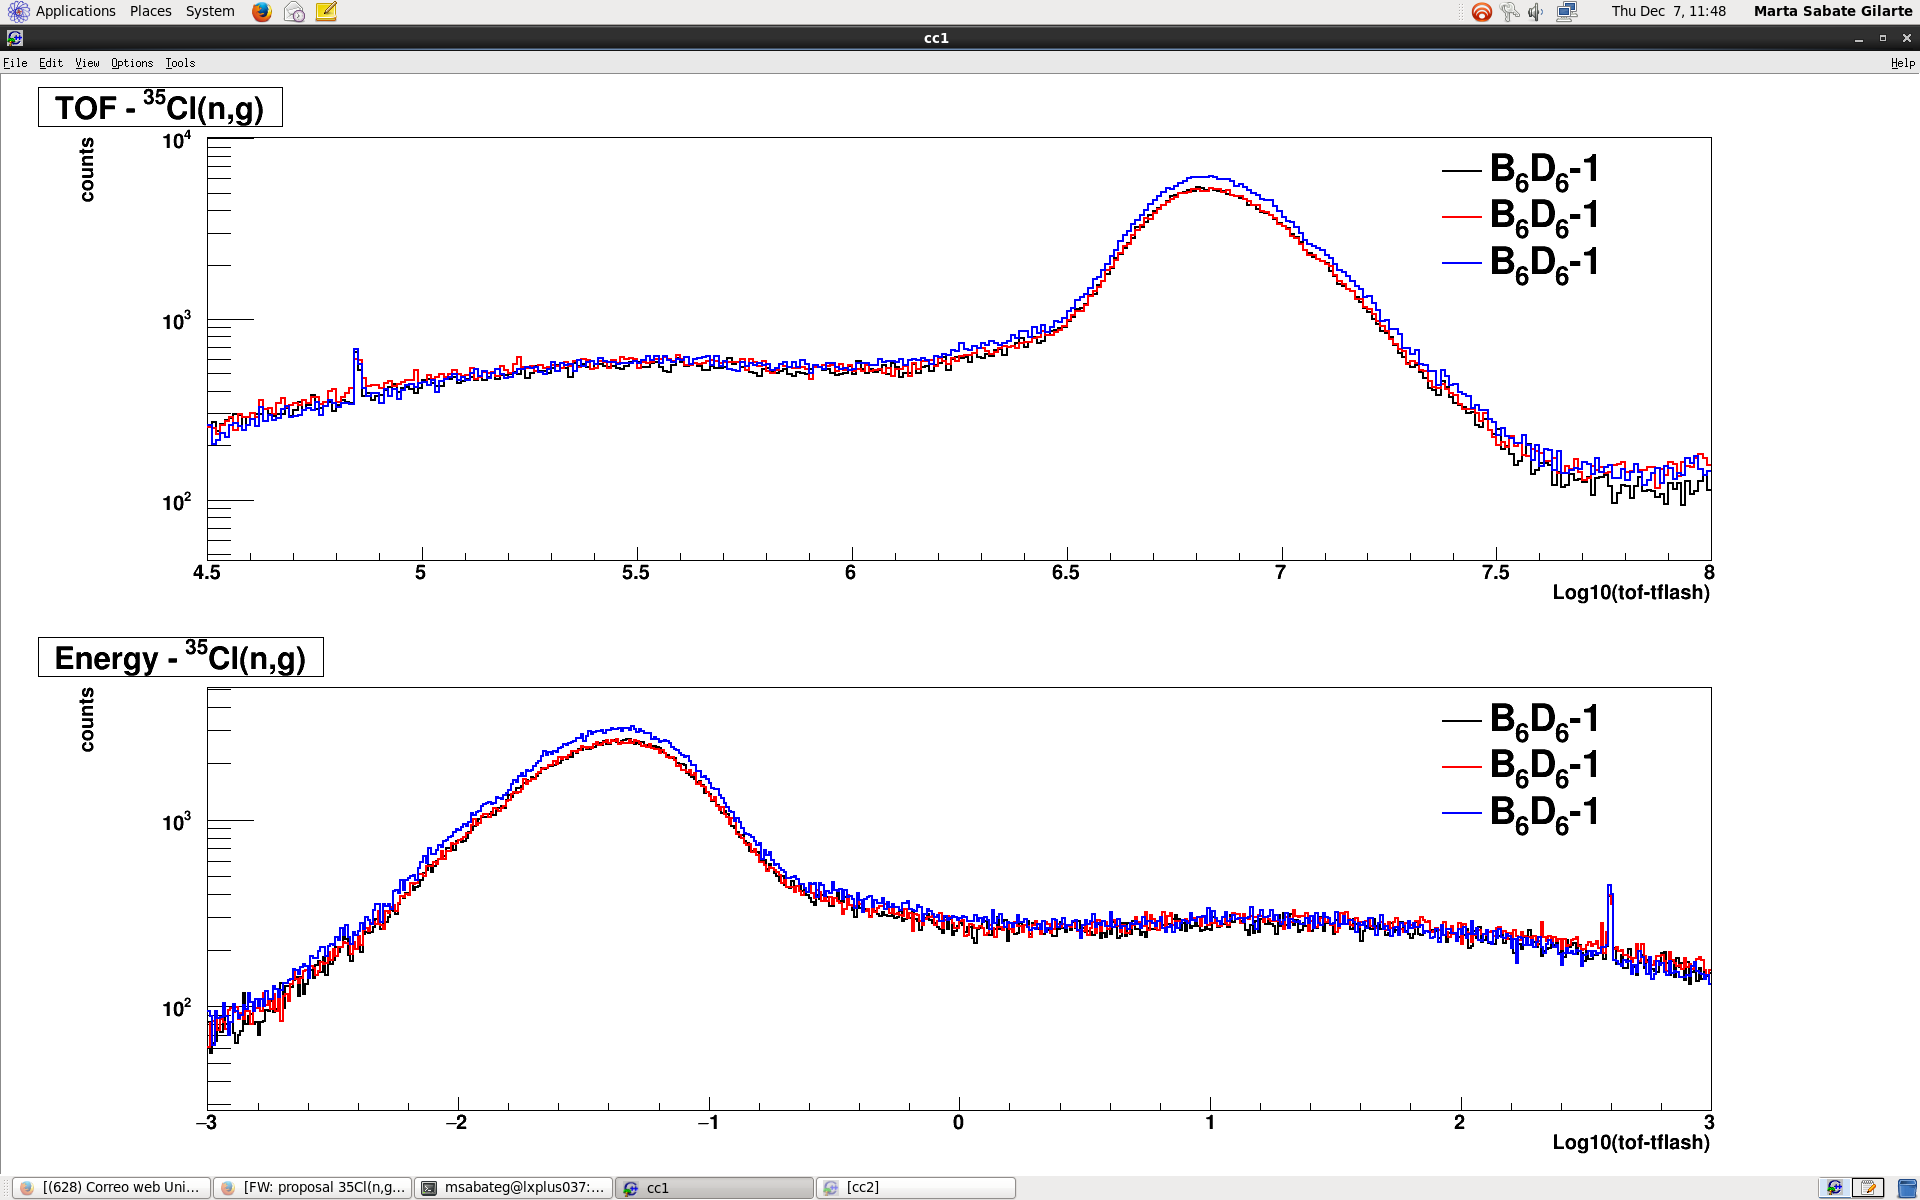 Applications Places System Thu Dec 7, 11:48 Marta Sabate Gilarte
cc1
File Edit View Options Tools Help
TOF - 35Cl(n,g)
counts
10^4
10^3
10^2
B6D6-1
B6D6-1
B6D6-1
4.5 5 5.5 6 6.5 7 7.5 8
Log10(tof-tflash)
Energy - 35Cl(n,g)
counts
10^3
10^2
B6D6-1
B6D6-1
B6D6-1
−3 −2 −1 0 1 2 3
Log10(tof-tflash)
[(628) Correo web Uni... [FW: proposal 35Cl(n,g... msabateg@lxplus037:... cc1 [cc2]